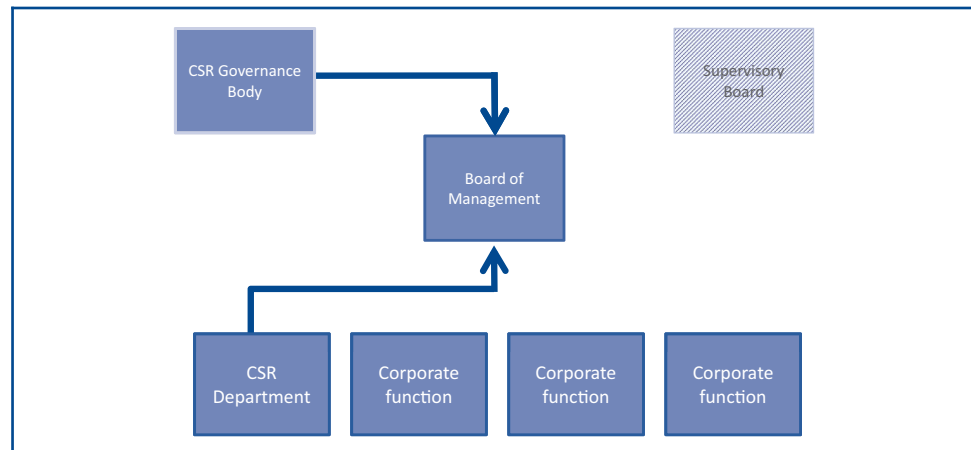 CSR Governance
Body
Supervisory
Board
Board of
Management
CSR
Department
Corporate
function
Corporate
function
Corporate
function